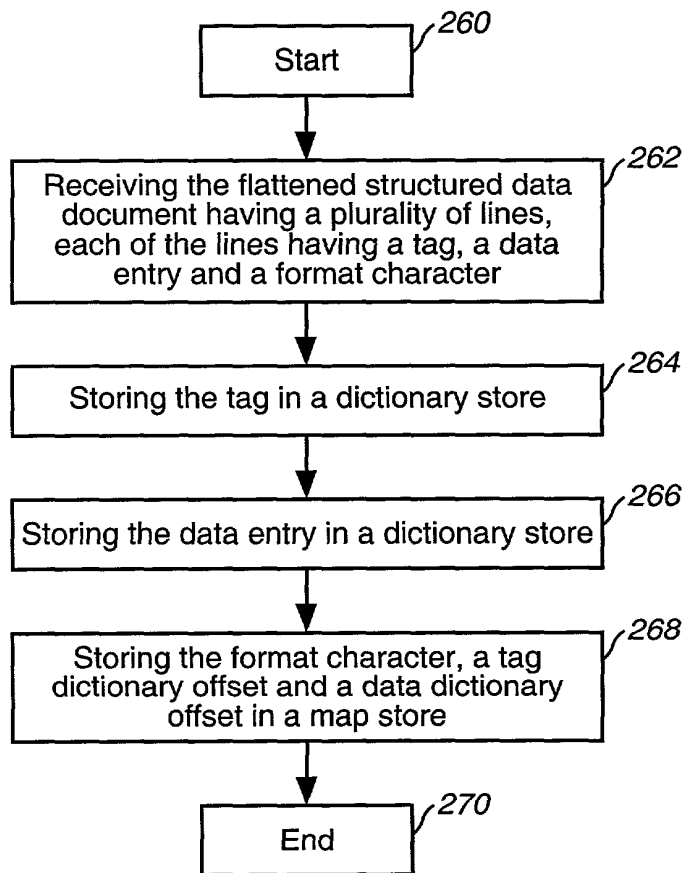 260
Start
262
Receiving the flattened structured data
document having a plurality of lines,
each of the lines having a tag, a data
entry and a format character
264
Storing the tag in a dictionary store
266
Storing the data entry in a dictionary store
268
Storing the format character, a tag
dictionary offset and a data dictionary
offset in a map store
270
End